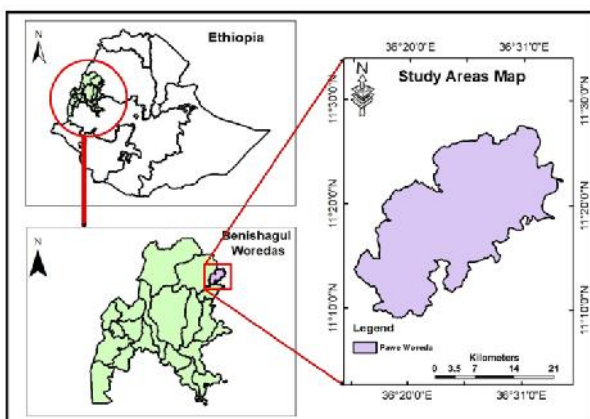 Ethiopia
N
Benishagul
Woredas
N
36°20'0"E 36°31'0"E
Study Areas Map
N
11°30'0"N
11°20'0"N
11°10'0"N
11°30'0"N
11°20'0"N
11°10'0"N
Legend
Pawe Woreda
Kilometers
0 3.5 7 14 21
36°20'0"E 36°31'0"E